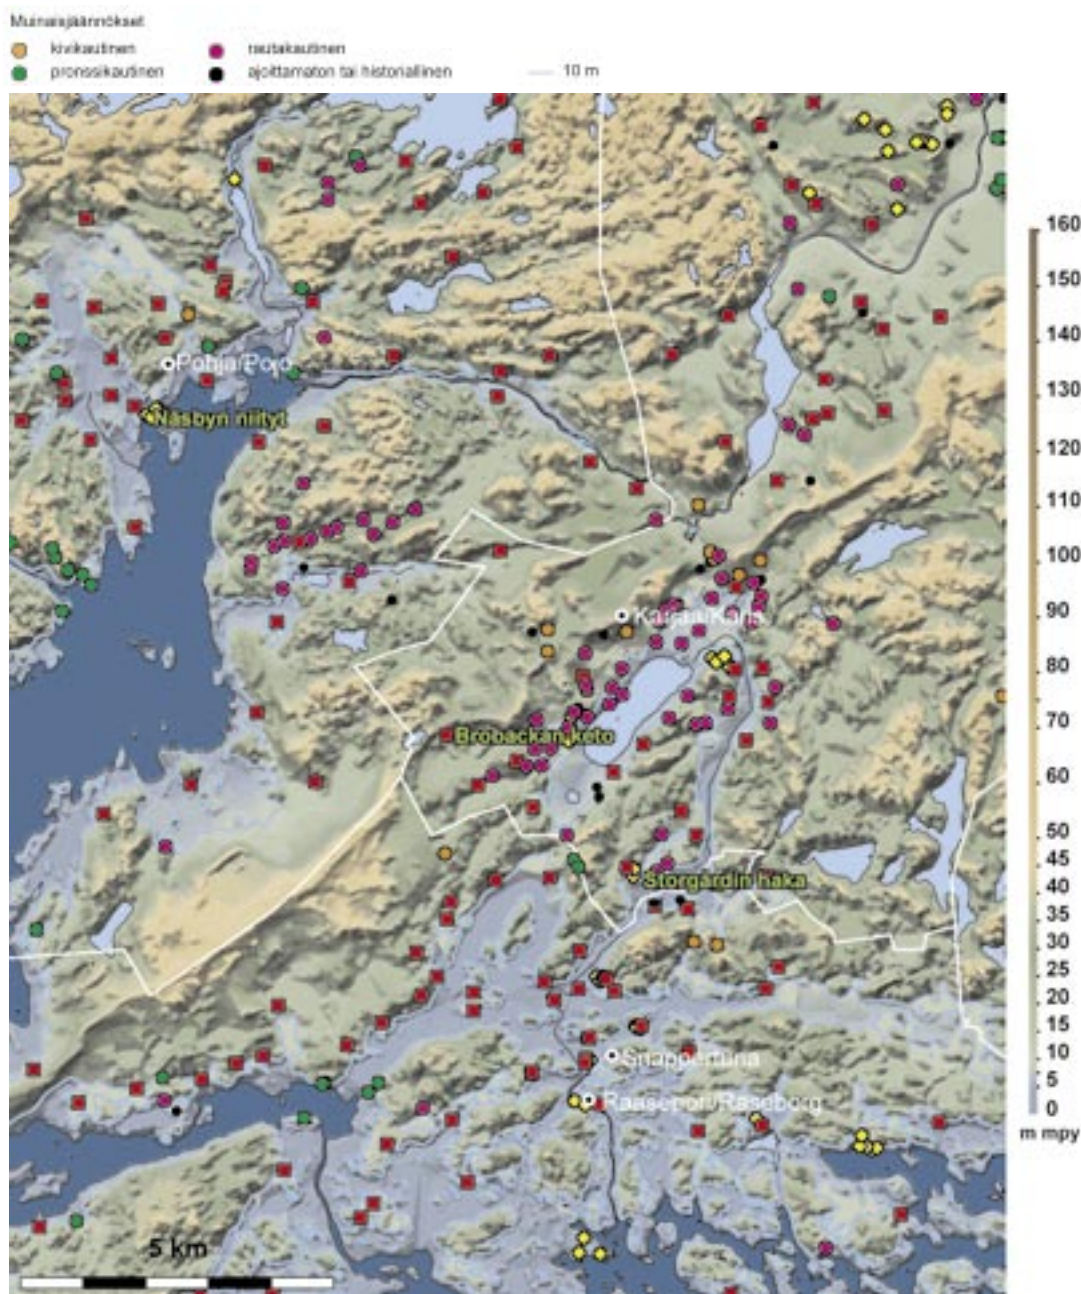 Muinaisjäännökset
kivikautinen
rautakautinen
pronssikautinen
ajoittamaton tai historiallinen
10 m
160
150
140
Pohja/Pojo
130
Näsbyn niityt
120
110
100
Karjaa/Karis
90
80
70
Brobackan keto
60
50
45
Storgårdin haka
40
35
30
25
20
15
Snappertuna
10
5
Raasepori/Raseborg
0
m mpy
5 km